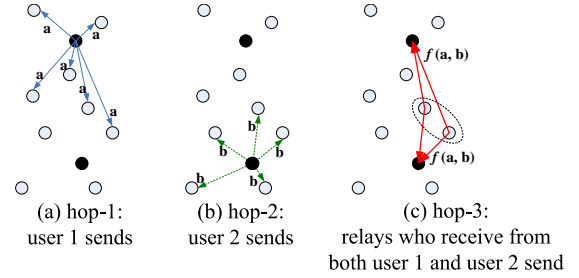 a
a
a
a
a
a
(a) hop-1:
user 1 sends
b
b
b
b
b
(b) hop-2:
user 2 sends
f (a, b)
f (a, b)
(c) hop-3:
relays who receive from
both user 1 and user 2 send